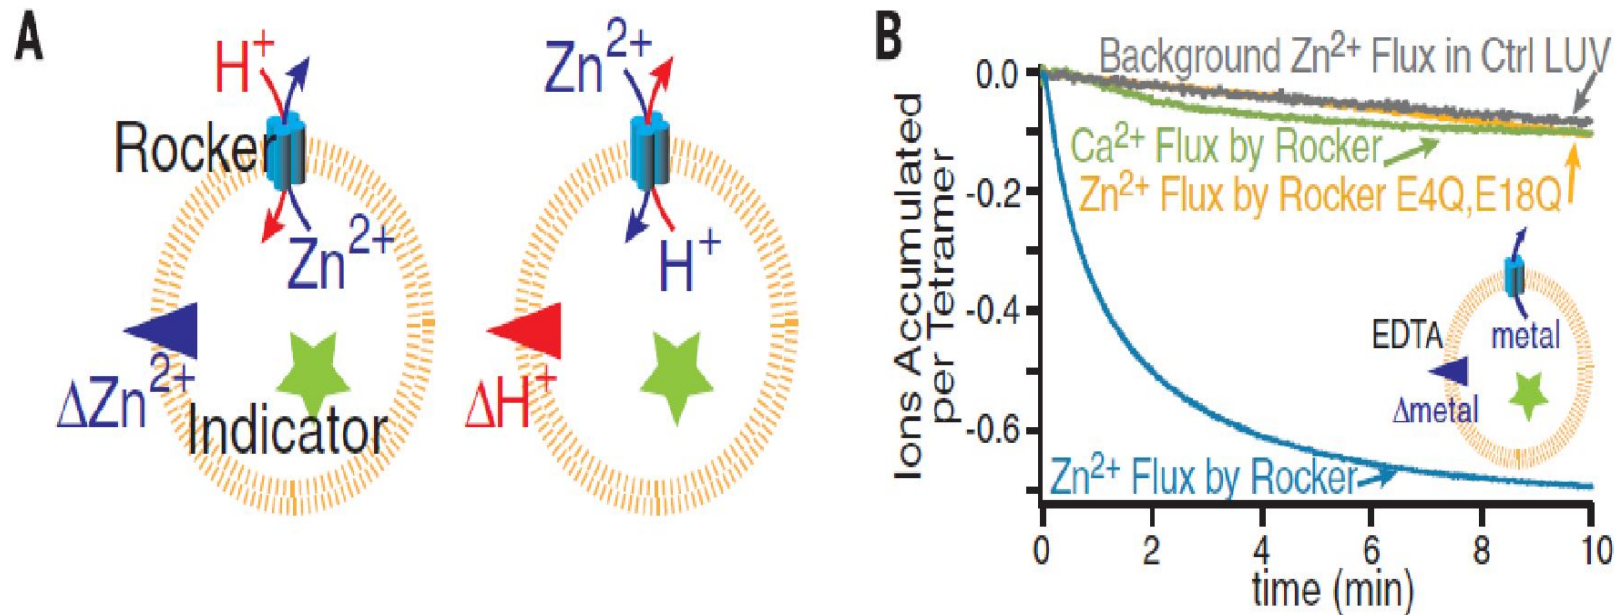 A
H⁺
Rocker
Zn²⁺
ΔZn²⁺
Indicator
Zn²⁺
H⁺
ΔH⁺
B
Ions Accumulated
per Tetramer
0.0
-0.2
-0.4
-0.6
Background Zn²⁺ Flux in Ctrl LUV
Ca²⁺ Flux by Rocker
Zn²⁺ Flux by Rocker E4Q,E18Q
EDTA
metal
Δmetal
Zn²⁺ Flux by Rocker
0 2 4 6 8 10
time (min)